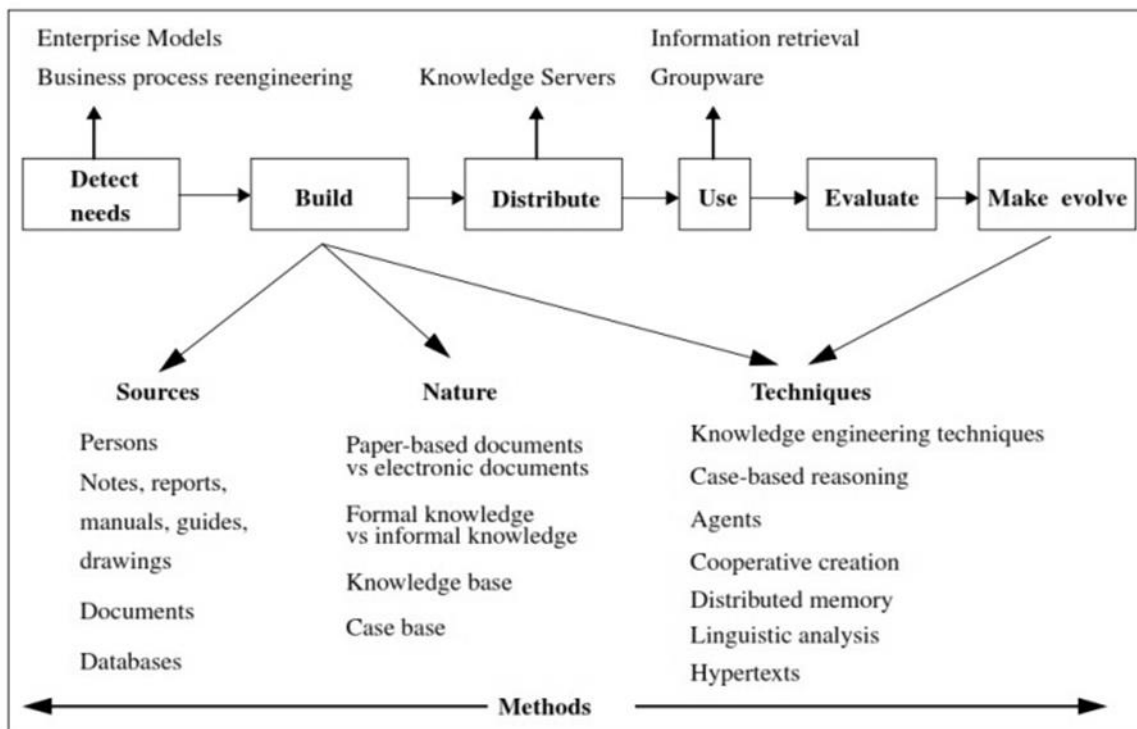 Enterprise Models
Business process reengineering
Knowledge Servers
Information retrieval
Groupware
Detect
needs
Build
Distribute
Use
Evaluate
Make evolve
Sources
Persons
Notes, reports,
manuals, guides,
drawings
Documents
Databases
Nature
Paper-based documents
vs electronic documents
Formal knowledge
vs informal knowledge
Knowledge base
Case base
Techniques
Knowledge engineering techniques
Case-based reasoning
Agents
Cooperative creation
Distributed memory
Linguistic analysis
Hypertexts
Methods